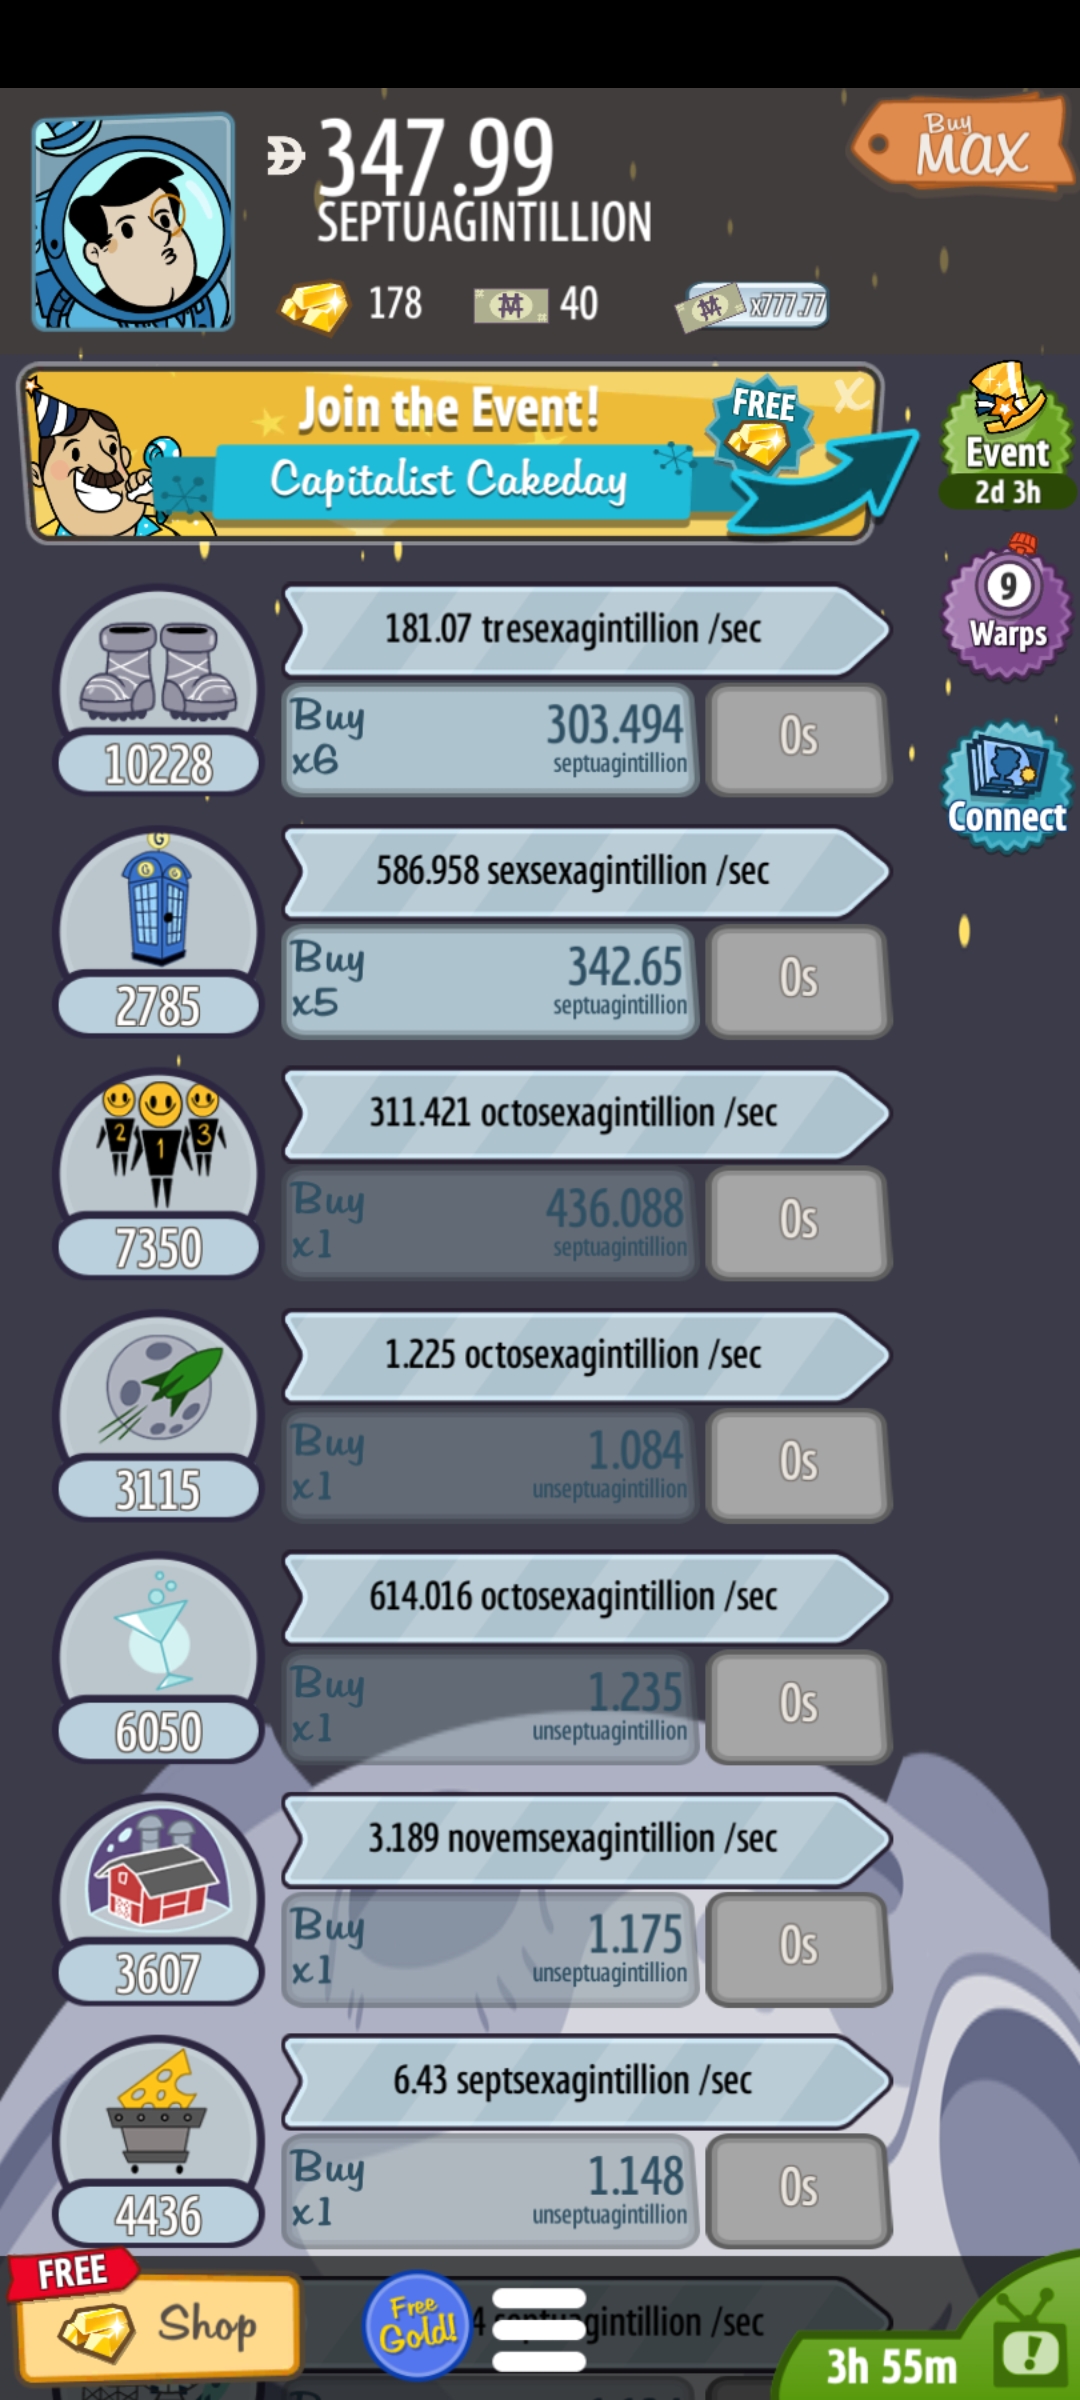 347.99
SEPTUAGINTILLION
Buy
MAX
178
40
x777.77
Join the Event!
Capitalist Cakeday
FREE
X
Event
2d 3h
9
Warps
Connect
181.07 tresexagintillion /sec
Buy
x6
303.494
septuagintillion
0s
10228
G
G G
586.958 sexsexagintillion /sec
Buy
x5
342.65
septuagintillion
0s
2785
2 1 3
311.421 octosexagintillion /sec
Buy
x1
436.088
septuagintillion
0s
7350
1.225 octosexagintillion /sec
Buy
x1
1.084
unseptuagintillion
0s
3115
614.016 octosexagintillion /sec
Buy
x1
1.235
unseptuagintillion
0s
6050
3.189 novemsexagintillion /sec
Buy
x1
1.175
unseptuagintillion
0s
3607
6.43 septsexagintillion /sec
Buy
x1
1.148
unseptuagintillion
0s
4436
FREE
Shop
Free
Gold!
/sec
3h 55m
!